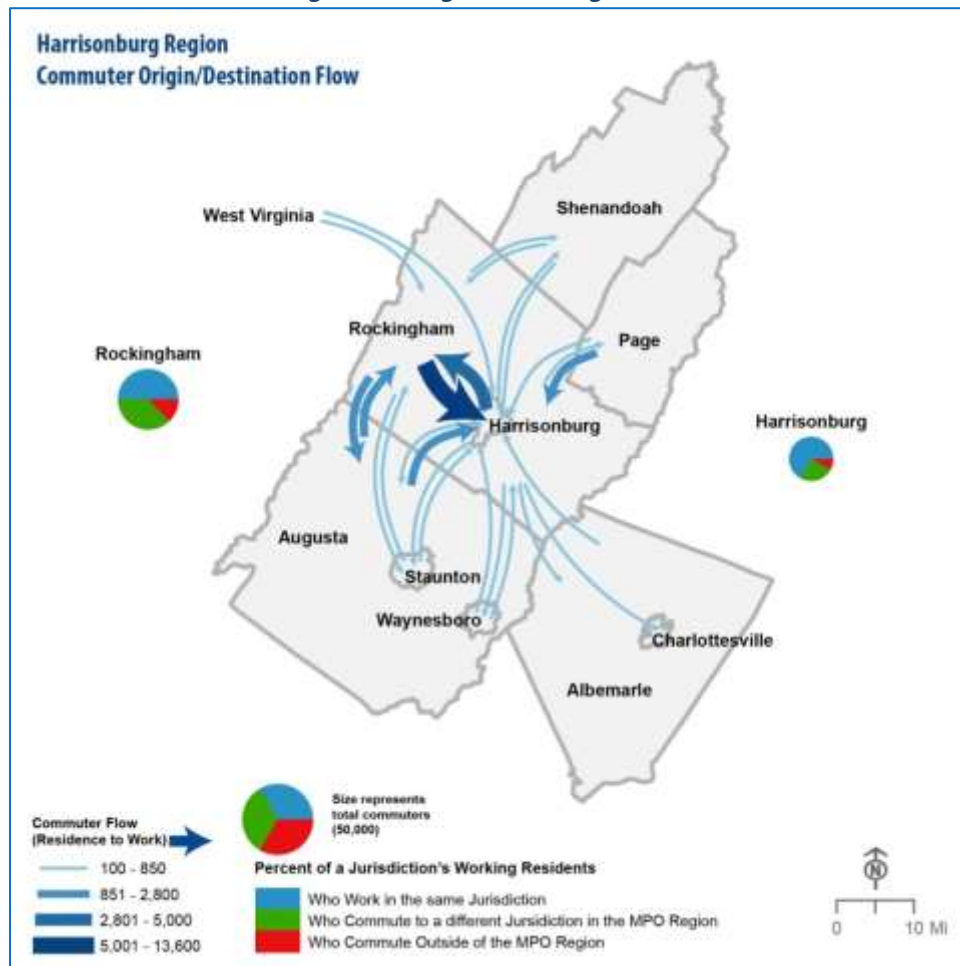 Harrisonburg Region
Commuter Origin/Destination Flow
Shenandoah
West Virginia
Rockingham
Page
Rockingham
Harrisonburg
Harrisonburg
Augusta
Staunton
Waynesboro
Charlottesville
Albemarle
Size represents
total commuters
(50,000)
Commuter Flow
(Residence to Work)
100 - 850
851 - 2,800
2,801 - 5,000
5,001 - 13,600
Percent of a Jurisdiction's Working Residents
Who Work in the same Jurisdiction
Who Commute to a different Jursidiction in the MPO Region
Who Commute Outside of the MPO Region
N
0 10 Mi